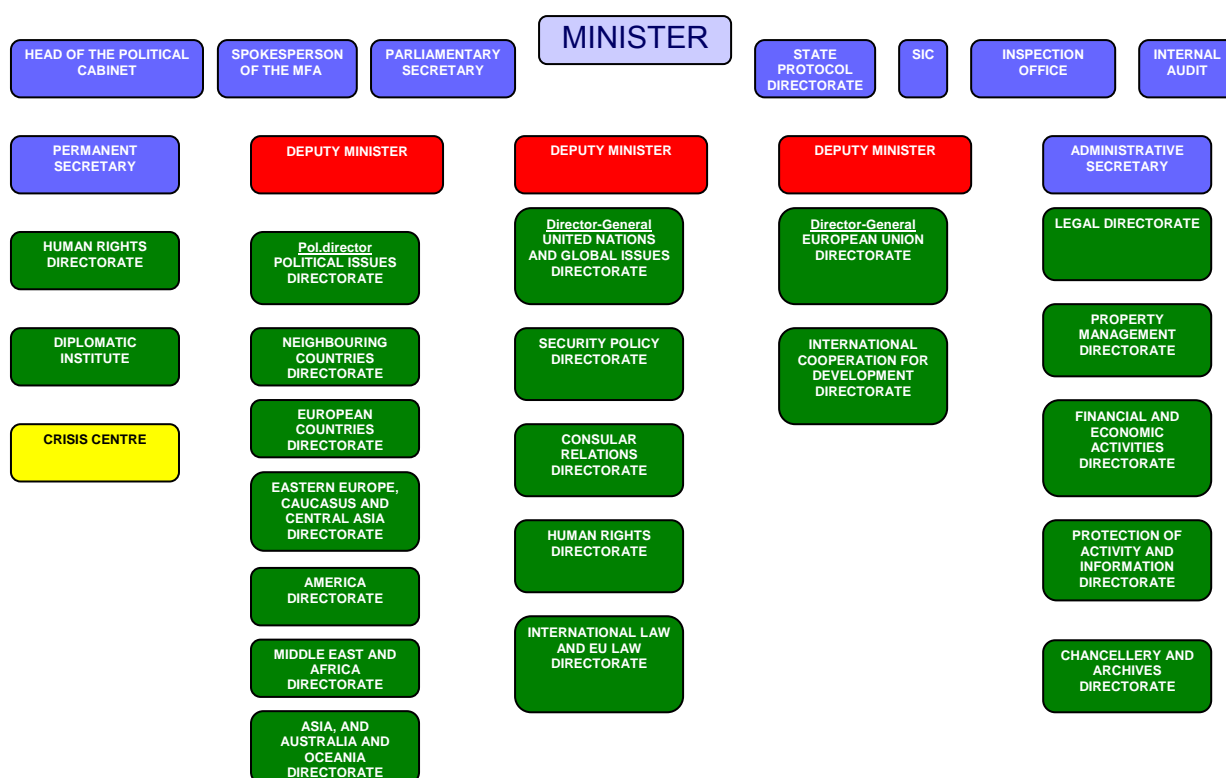 MINISTER
HEAD OF THE POLITICAL
CABINET
SPOKESPERSON
OF THE MFA
PARLIAMENTARY
SECRETARY
STATE
PROTOCOL
DIRECTORATE
SIC
INSPECTION
OFFICE
INTERNAL
AUDIT
PERMANENT
SECRETARY
DEPUTY MINISTER
DEPUTY MINISTER
DEPUTY MINISTER
ADMINISTRATIVE
SECRETARY
HUMAN RIGHTS
DIRECTORATE
DIPLOMATIC
INSTITUTE
CRISIS CENTRE
Pol.director
POLITICAL ISSUES
DIRECTORATE
NEIGHBOURING
COUNTRIES
DIRECTORATE
EUROPEAN
COUNTRIES
DIRECTORATE
EASTERN EUROPE,
CAUCASUS AND
CENTRAL ASIA
DIRECTORATE
AMERICA
DIRECTORATE
MIDDLE EAST AND
AFRICA
DIRECTORATE
ASIA, AND
AUSTRALIA AND
OCEANIA
DIRECTORATE
Director-General
UNITED NATIONS
AND GLOBAL ISSUES
DIRECTORATE
SECURITY POLICY
DIRECTORATE
CONSULAR
RELATIONS
DIRECTORATE
HUMAN RIGHTS
DIRECTORATE
INTERNATIONAL LAW
AND EU LAW
DIRECTORATE
Director-General
EUROPEAN UNION
DIRECTORATE
INTERNATIONAL
COOPERATION FOR
DEVELOPMENT
DIRECTORATE
LEGAL DIRECTORATE
PROPERTY
MANAGEMENT
DIRECTORATE
FINANCIAL AND
ECONOMIC
ACTIVITIES
DIRECTORATE
PROTECTION OF
ACTIVITY AND
INFORMATION
DIRECTORATE
CHANCELLERY AND
ARCHIVES
DIRECTORATE